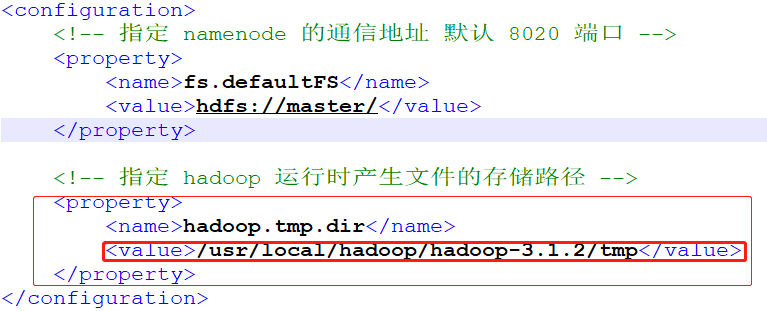 <configuration>
<!-- 指定 namenode 的通信地址 默认 8020 端口 -->
<property>
<name>fs.defaultFS</name>
<value>hdfs://master/</value>
</property>
<!-- 指定 hadoop 运行时产生文件的存储路径 -->
<property>
<name>hadoop.tmp.dir</name>
<value>/usr/local/hadoop/hadoop-3.1.2/tmp</value>
</property>
</configuration>